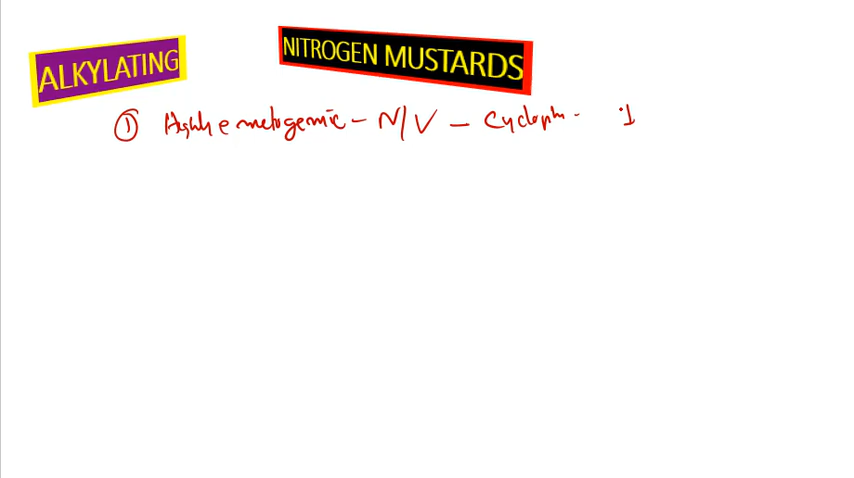 ALKYLATING
NITROGEN MUSTARDS
① Highly emetogenic - N/V - Cycloph -